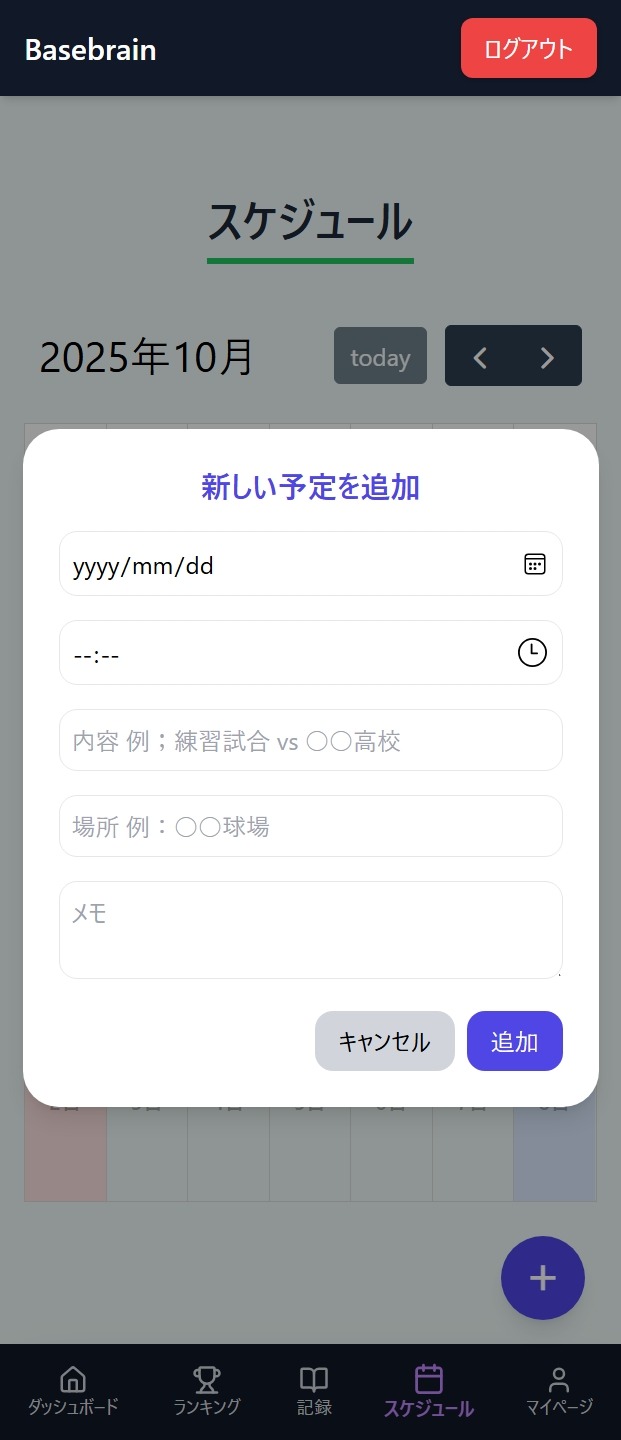 Basebrain
ログアウト
スケジュール
2025年10月
today
新しい予定を追加
yyyy/mm/dd
--:--
内容 例；練習試合 vs 〇〇高校
場所 例：〇〇球場
メモ
キャンセル
追加
+
ダッシュボード
ランキング
記録
スケジュール
マイページ